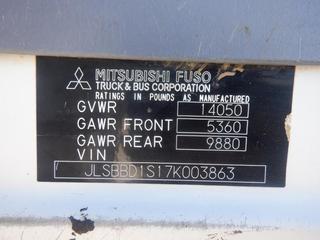 MITSUBISHI FUSO
TRUCK & BUS CORPORATION
RATINGS IN POUNDS AS MANUFACTURED
GVWR 14050
GAWR FRONT 5360
GAWR REAR 9880
VIN
JLSBBD1S17K003863